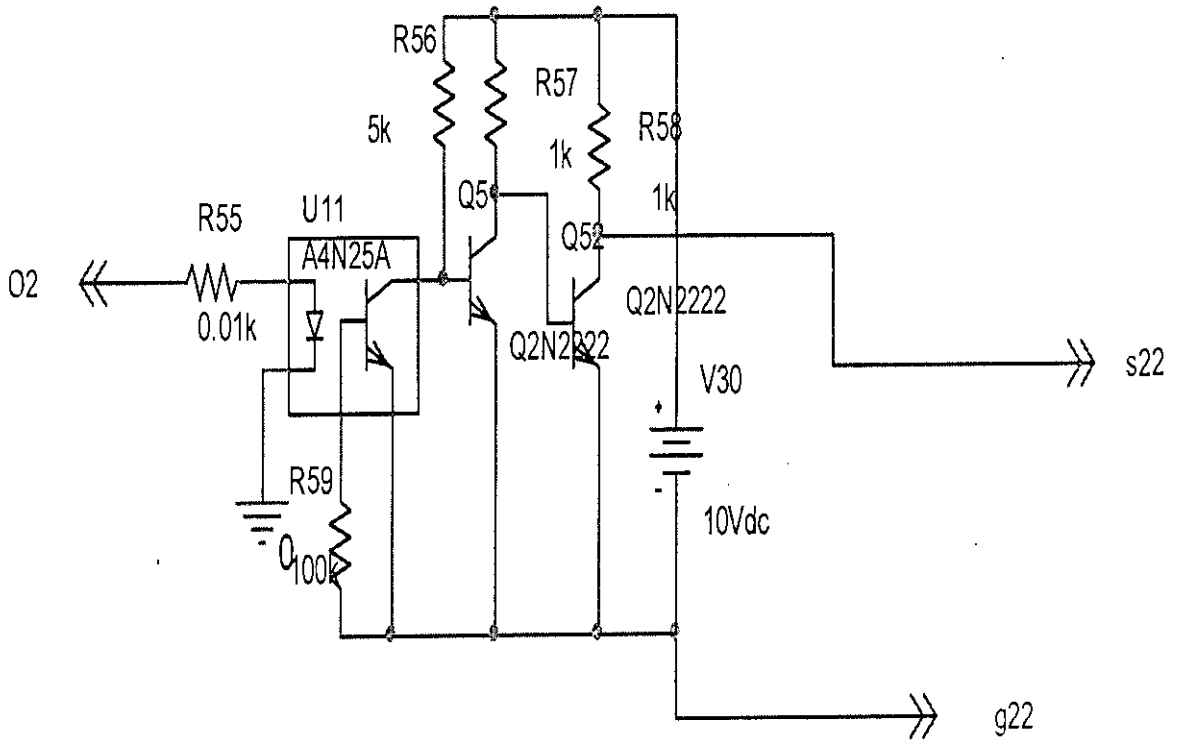 R56
R57
5k
R58
1k
1k
Q5
U11
R55
A4N25A
Q52
O2
0.01k
Q2N2222
Q2N2222
s22
V30
+
R59
-
10Vdc
0
100k
g22